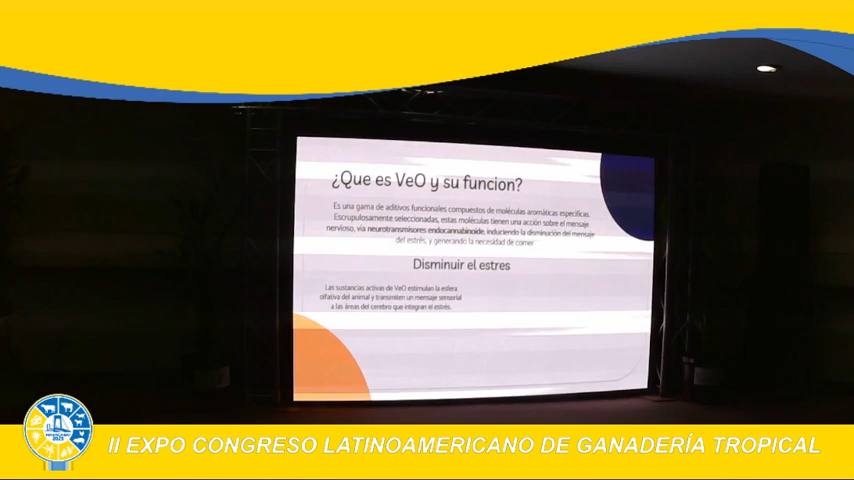 ¿Que es VeO y su funcion?
Es una gama de aditivos funcionales compuestos de moléculas aromáticas especificas.
Escrupulosamente seleccionadas, estas moléculas tienen una acción sobre el mensaje
nervioso, via neurotransmisores endocannabinoide, induciendo la disminución del mensaje
del estrés, y generando la necesidad de comer
Disminuir el estres
Las sustancias activas de VeO estimulan la esfera
olfativa del animal y transmiten un mensaje sensorial
a las áreas del cerebro que integran el estrés.
2023
II EXPO CONGRESO LATINOAMERICANO DE GANADERÍA TROPICAL